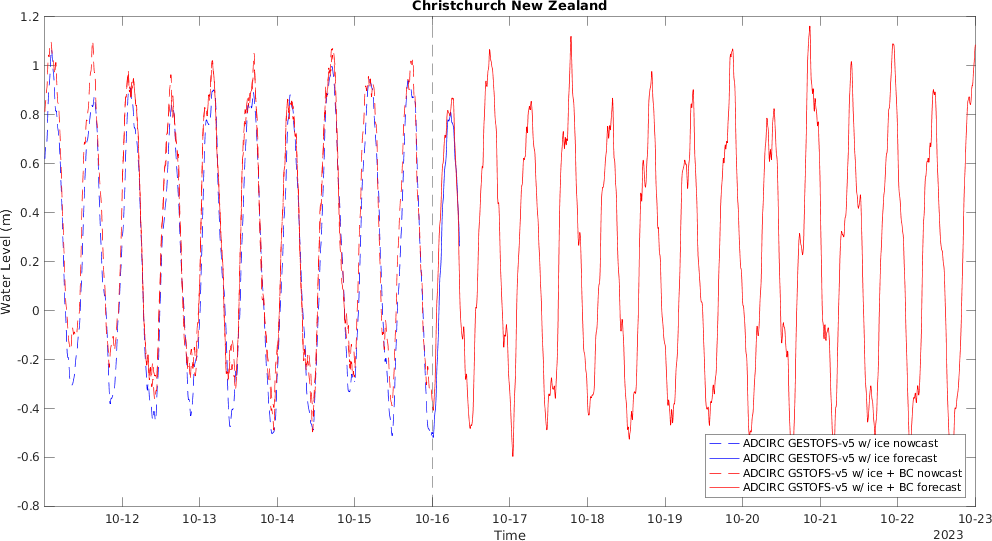 Christchurch New Zealand
1.2
1
0.8
0.6
0.4
0.2
0
-0.2
-0.4
-0.6
-0.8
Water Level (m)
ADCIRC GESTOFS-v5 w/ ice nowcast
ADCIRC GESTOFS-v5 w/ ice forecast
ADCIRC GSTOFS-v5 w/ ice + BC nowcast
ADCIRC GSTOFS-v5 w/ ice + BC forecast
10-12 10-13 10-14 10-15 10-16 10-17 10-18 10-19 10-20 10-21 10-22 10-23
Time
2023